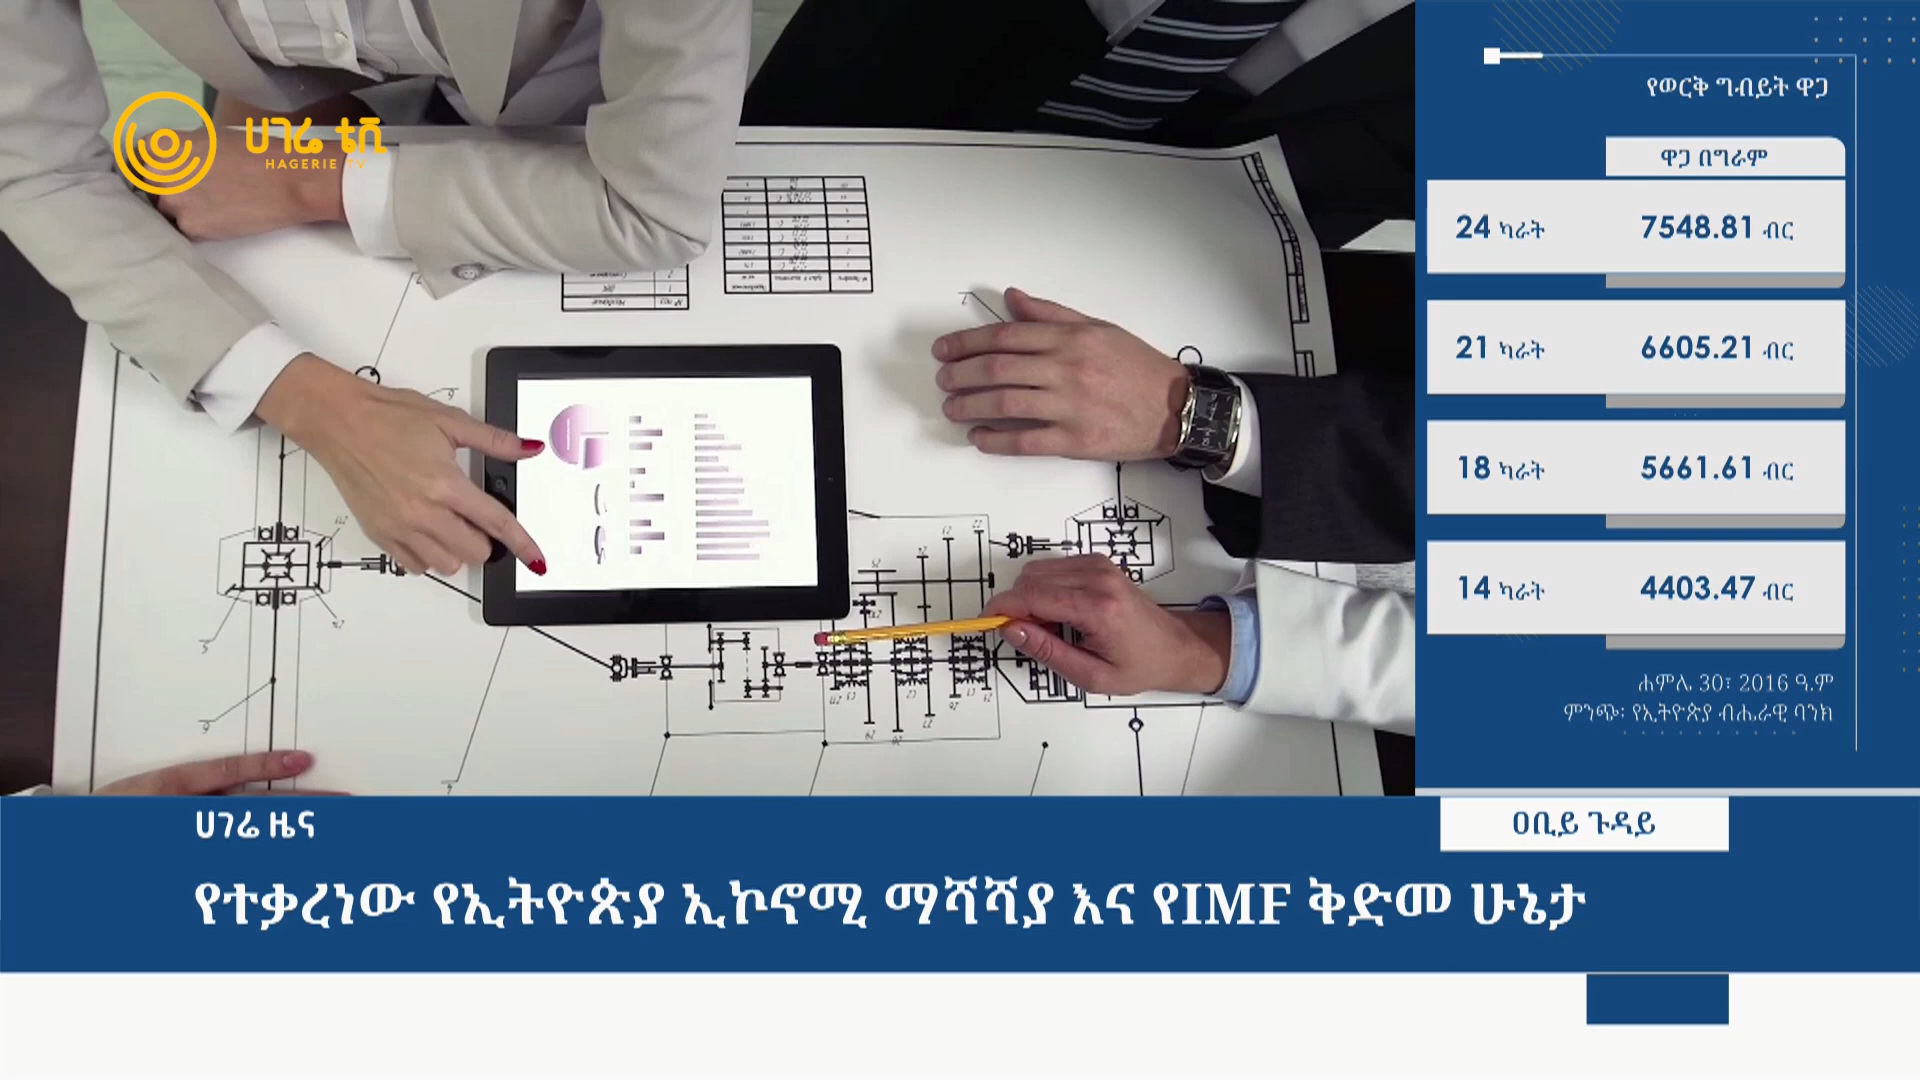 ሀገሬ ቴቪ
HAGERIE TV
የወርቅ ግብይት ዋጋ
ዋጋ በግራም
24 ካራት 7548.81 ብር
21 ካራት 6605.21 ብር
18 ካራት 5661.61 ብር
14 ካራት 4403.47 ብር
ሐምሌ 30፣ 2016 ዓ.ም
ምንጭ፡ የኢትዮጵያ ብሔራዊ ባንክ
ሀገሬ ዜና
ዐቢይ ጉዳይ
የተቃረነው የኢትዮጵያ ኢኮኖሚ ማሻሻያ እና የIMF ቅድመ ሁኔታ